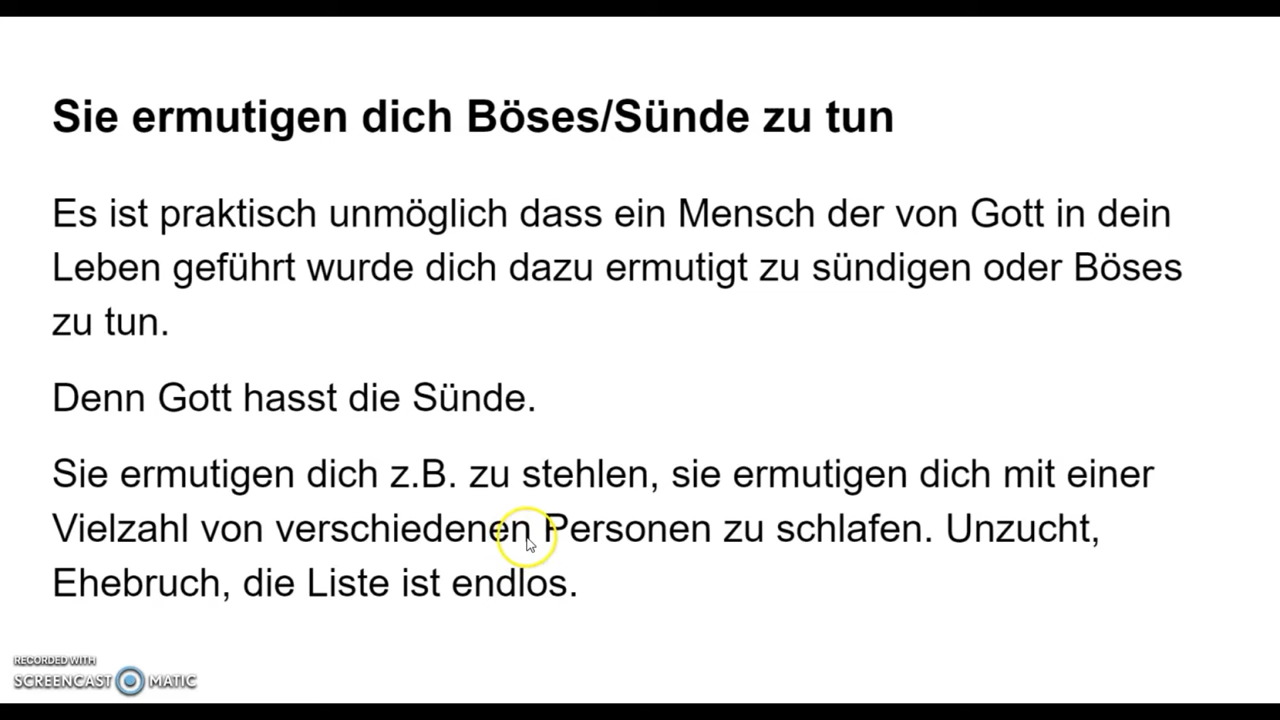 Sie ermutigen dich Böses/Sünde zu tun
Es ist praktisch unmöglich dass ein Mensch der von Gott in dein
Leben geführt wurde dich dazu ermutigt zu sündigen oder Böses
zu tun.
Denn Gott hasst die Sünde.
Sie ermutigen dich z.B. zu stehlen, sie ermutigen dich mit einer
Vielzahl von verschiedenen Personen zu schlafen. Unzucht,
Ehebruch, die Liste ist endlos.
RECORDED WITH
SCREENCAST MATIC